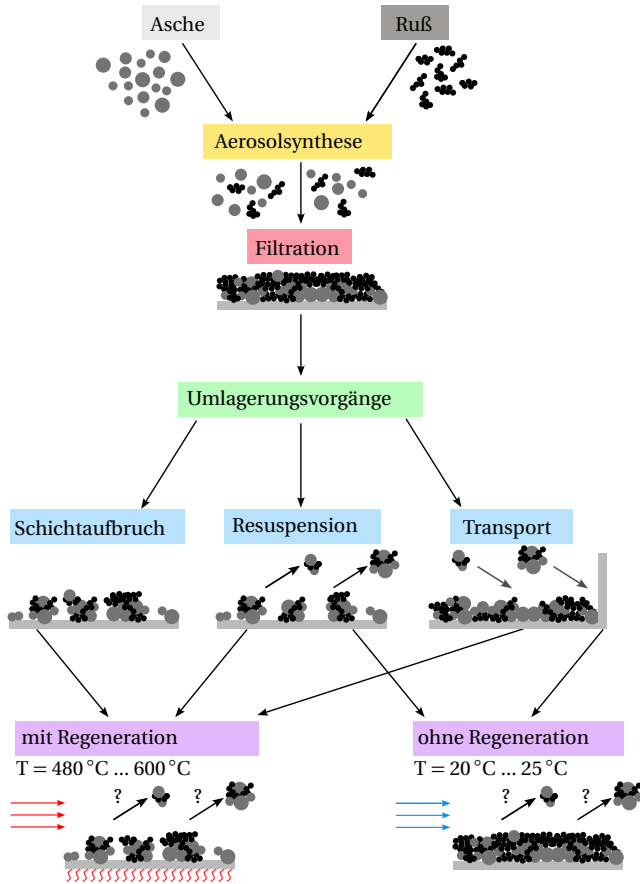 Asche
Ruß
Aerosolsynthese
Filtration
Umlagerungsvorgänge
Schichtaufbruch
Resuspension
Transport
mit Regeneration
ohne Regeneration
T = 480 °C ... 600 °C
T = 20 °C ... 25 °C
? ?
? ?